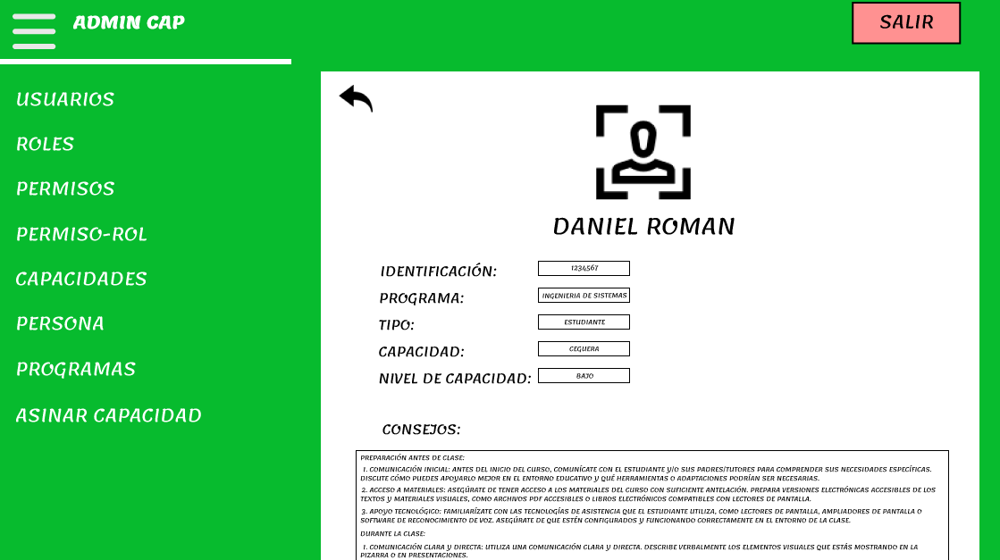 ADMIN CAP
SALIR
USUARIOS
ROLES
PERMISOS
PERMISO-ROL
CAPACIDADES
PERSONA
PROGRAMAS
ASINAR CAPACIDAD
DANIEL ROMAN
IDENTIFICACIÓN: 1234567
PROGRAMA: INGENIERIA DE SISTEMAS
TIPO: ESTUDIANTE
CAPACIDAD: CEGUERA
NIVEL DE CAPACIDAD: BAJO
CONSEJOS:
PREPARACIÓN ANTES DE CLASE:
1. COMUNICACIÓN INICIAL: ANTES DEL INICIO DEL CURSO, COMUNÍCATE CON EL ESTUDIANTE Y/O SUS PADRES/TUTORES PARA COMPRENDER SUS NECESIDADES ESPECÍFICAS.
DISCUTE CÓMO PUEDES APOYARLO MEJOR EN EL ENTORNO EDUCATIVO Y QUÉ HERRAMIENTAS O ADAPTACIONES PODRÍAN SER NECESARIAS.
2. ACCESO A MATERIALES: ASEGÚRATE DE TENER ACCESO A LOS MATERIALES DEL CURSO CON SUFICIENTE ANTELACIÓN. PREPARA VERSIONES ELECTRÓNICAS ACCESIBLES DE LOS
TEXTOS Y MATERIALES VISUALES, COMO ARCHIVOS PDF ACCESIBLES O LIBROS ELECTRÓNICOS COMPATIBLES CON LECTORES DE PANTALLA.
3. APOYO TECNOLÓGICO: FAMILIARÍZATE CON LAS TECNOLOGÍAS DE ASISTENCIA QUE EL ESTUDIANTE UTILIZA, COMO LECTORES DE PANTALLA, AMPLIADORES DE PANTALLA O
SOFTWARE DE RECONOCIMIENTO DE VOZ. ASEGÚRATE DE QUE ESTÉN CONFIGURADOS Y FUNCIONANDO CORRECTAMENTE EN EL ENTORNO DE LA CLASE.
DURANTE LA CLASE:
1. COMUNICACIÓN CLARA Y DIRECTA: UTILIZA UNA COMUNICACIÓN CLARA Y DIRECTA. DESCRIBE VERBALMENTE LOS ELEMENTOS VISUALES QUE ESTÁS MOSTRANDO EN LA
PIZARRA O EN PRESENTACIONES.